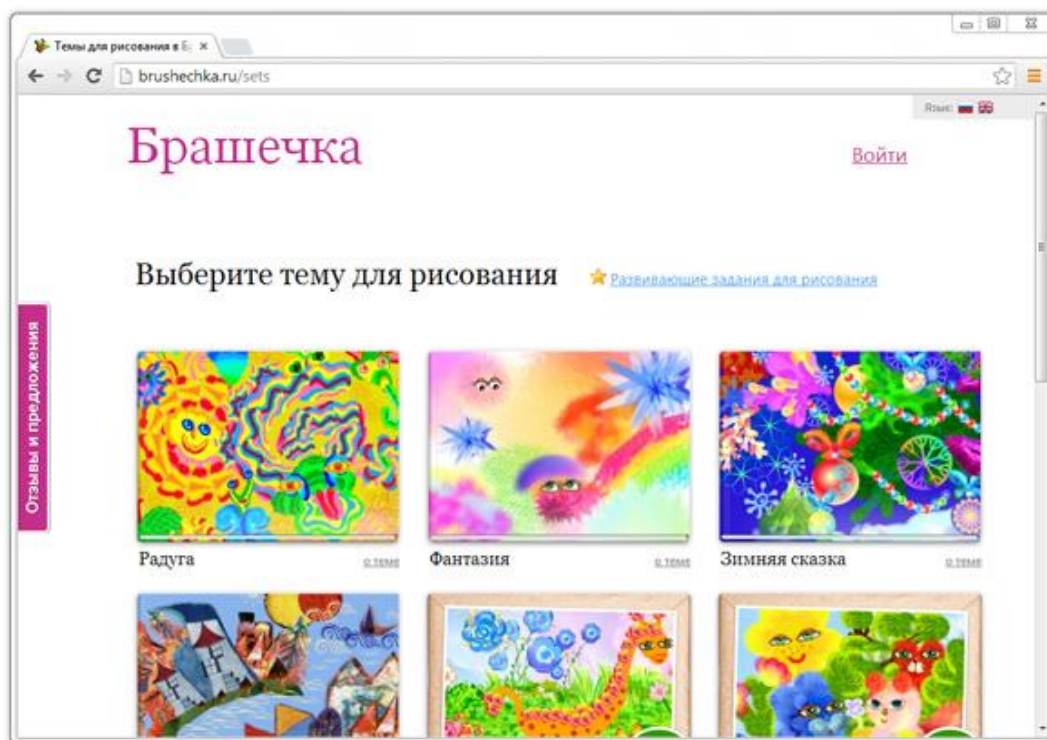 Темы для рисования в Б
brushechka.ru/sets
Язык:
Брашечка
Войти
Выберите тему для рисования
Развивающие задания для рисования
Отзывы и предложения
Радуга о теме
Фантазия о теме
Зимняя сказка о теме